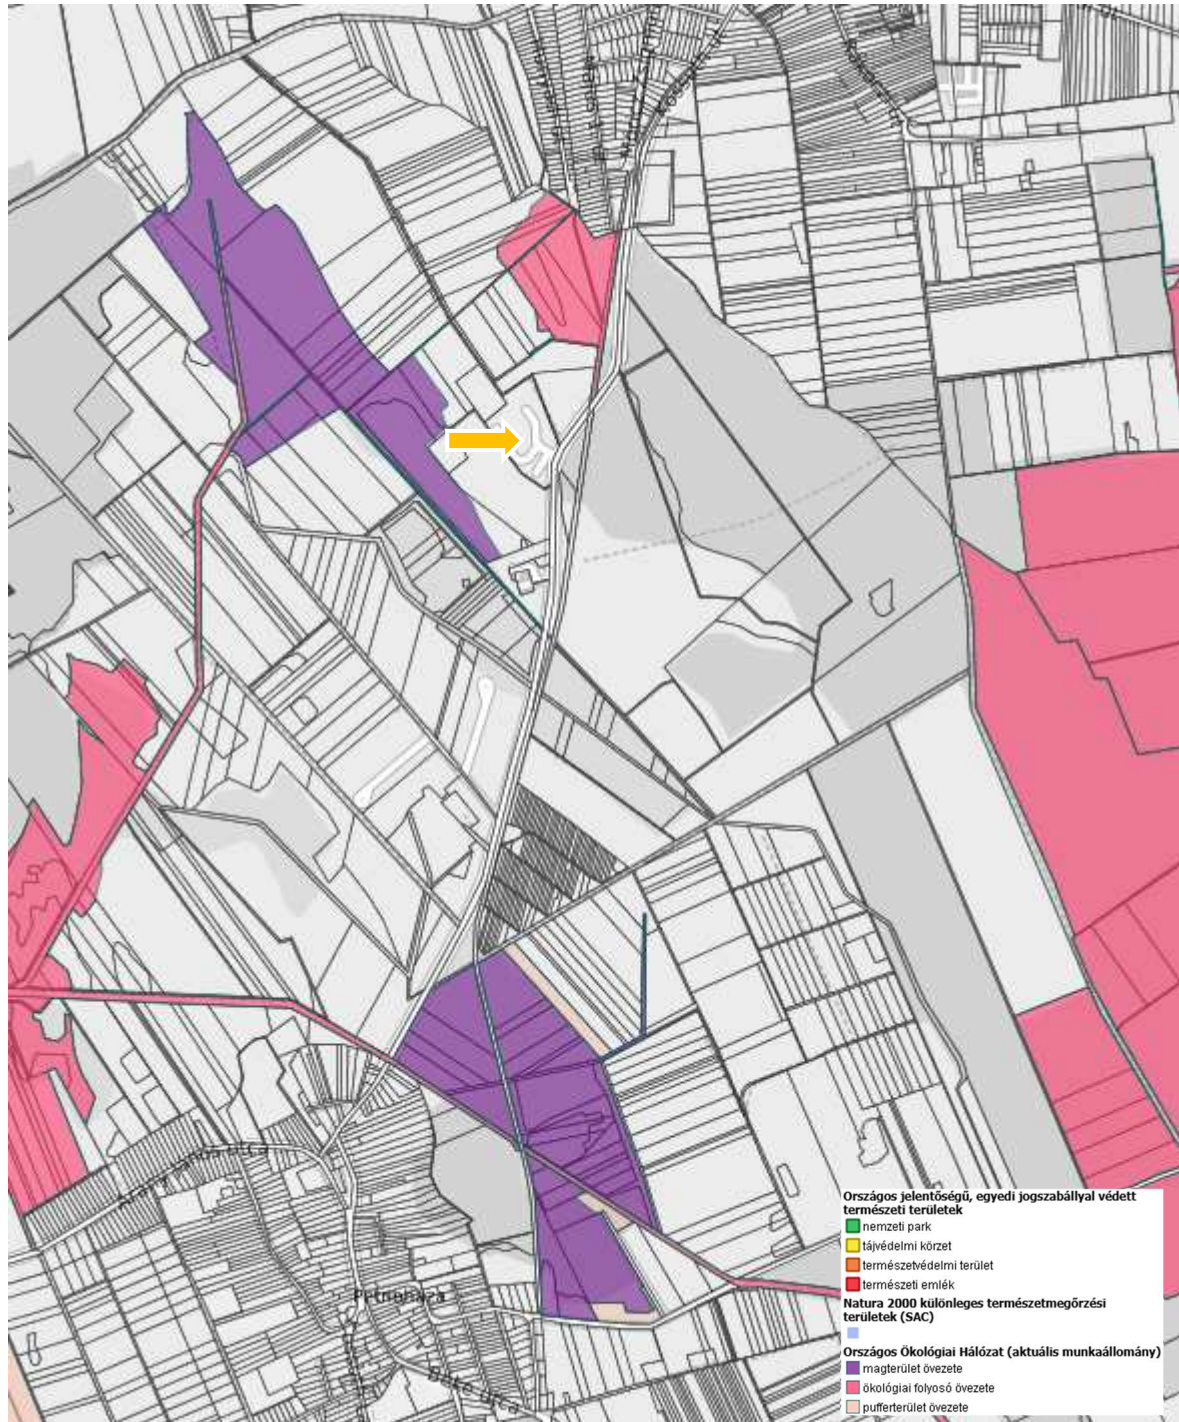 Petneháza
Béke utca
Országos jelentőségű, egyedi jogszabállyal védett
természeti területek
nemzeti park
tájvédelmi körzet
természetvédelmi terület
természeti emlék
Natura 2000 különleges természetmegőrzési
területek (SAC)
Országos Ökológiai Hálózat (aktuális munkaállomány)
magterület övezete
ökológiai folyosó övezete
pufferterület övezete